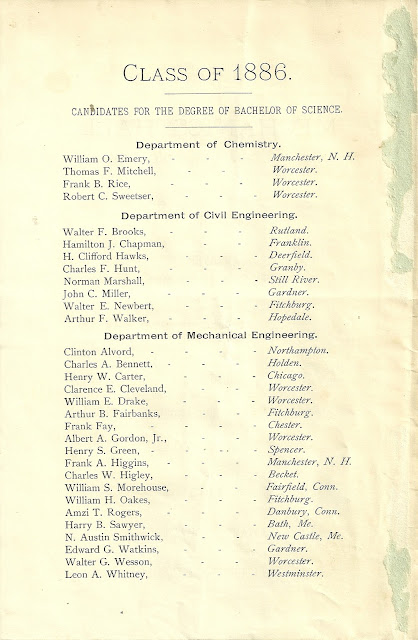 CLASS OF 1886.
CANDIDATES FOR THE DEGREE OF BACHELOR OF SCIENCE.
Department of Chemistry.
William O. Emery, - - - - Manchester, N. H.
Thomas F. Mitchell, - - - - Worcester.
Frank B. Rice, - - - - Worcester.
Robert C. Sweetser, - - - - Worcester.
Department of Civil Engineering.
Walter F. Brooks, - - - - Rutland.
Hamilton J. Chapman, - - - Franklin.
H. Clifford Hawks, - - - - Deerfield.
Charles F. Hunt, - - - - Granby.
Norman Marshall, - - - - Still River.
John C. Miller, - - - - Gardner.
Walter E. Newbert, - - - - Fitchburg.
Arthur F. Walker, - - - - Hopedale.
Department of Mechanical Engineering.
Clinton Alvord, - - - - Northampton.
Charles A. Bennett, - - - - Holden.
Henry W. Carter, - - - - Chicago.
Clarence E. Cleveland, - - - Worcester.
William E. Drake, - - - - Worcester.
Arthur B. Fairbanks, - - - - Fitchburg.
Frank Fay, - - - - Chester.
Albert A. Gordon, Jr., - - - - Worcester.
Henry S. Green, - - - - Spencer.
Frank A. Higgins, - - - - Manchester, N. H.
Charles W. Higley, - - - - Becket.
William S. Morehouse, - - - Fairfield, Conn.
William H. Oakes, - - - - Fitchburg.
Amzi T. Rogers, - - - - Danbury, Conn.
Harry B. Sawyer, - - - - Bath, Me.
N. Austin Smithwick, - - - - New Castle, Me.
Edward G. Watkins, - - - - Gardner.
Walter G. Wesson, - - - - Worcester.
Leon A. Whitney, - - - - Westminster.